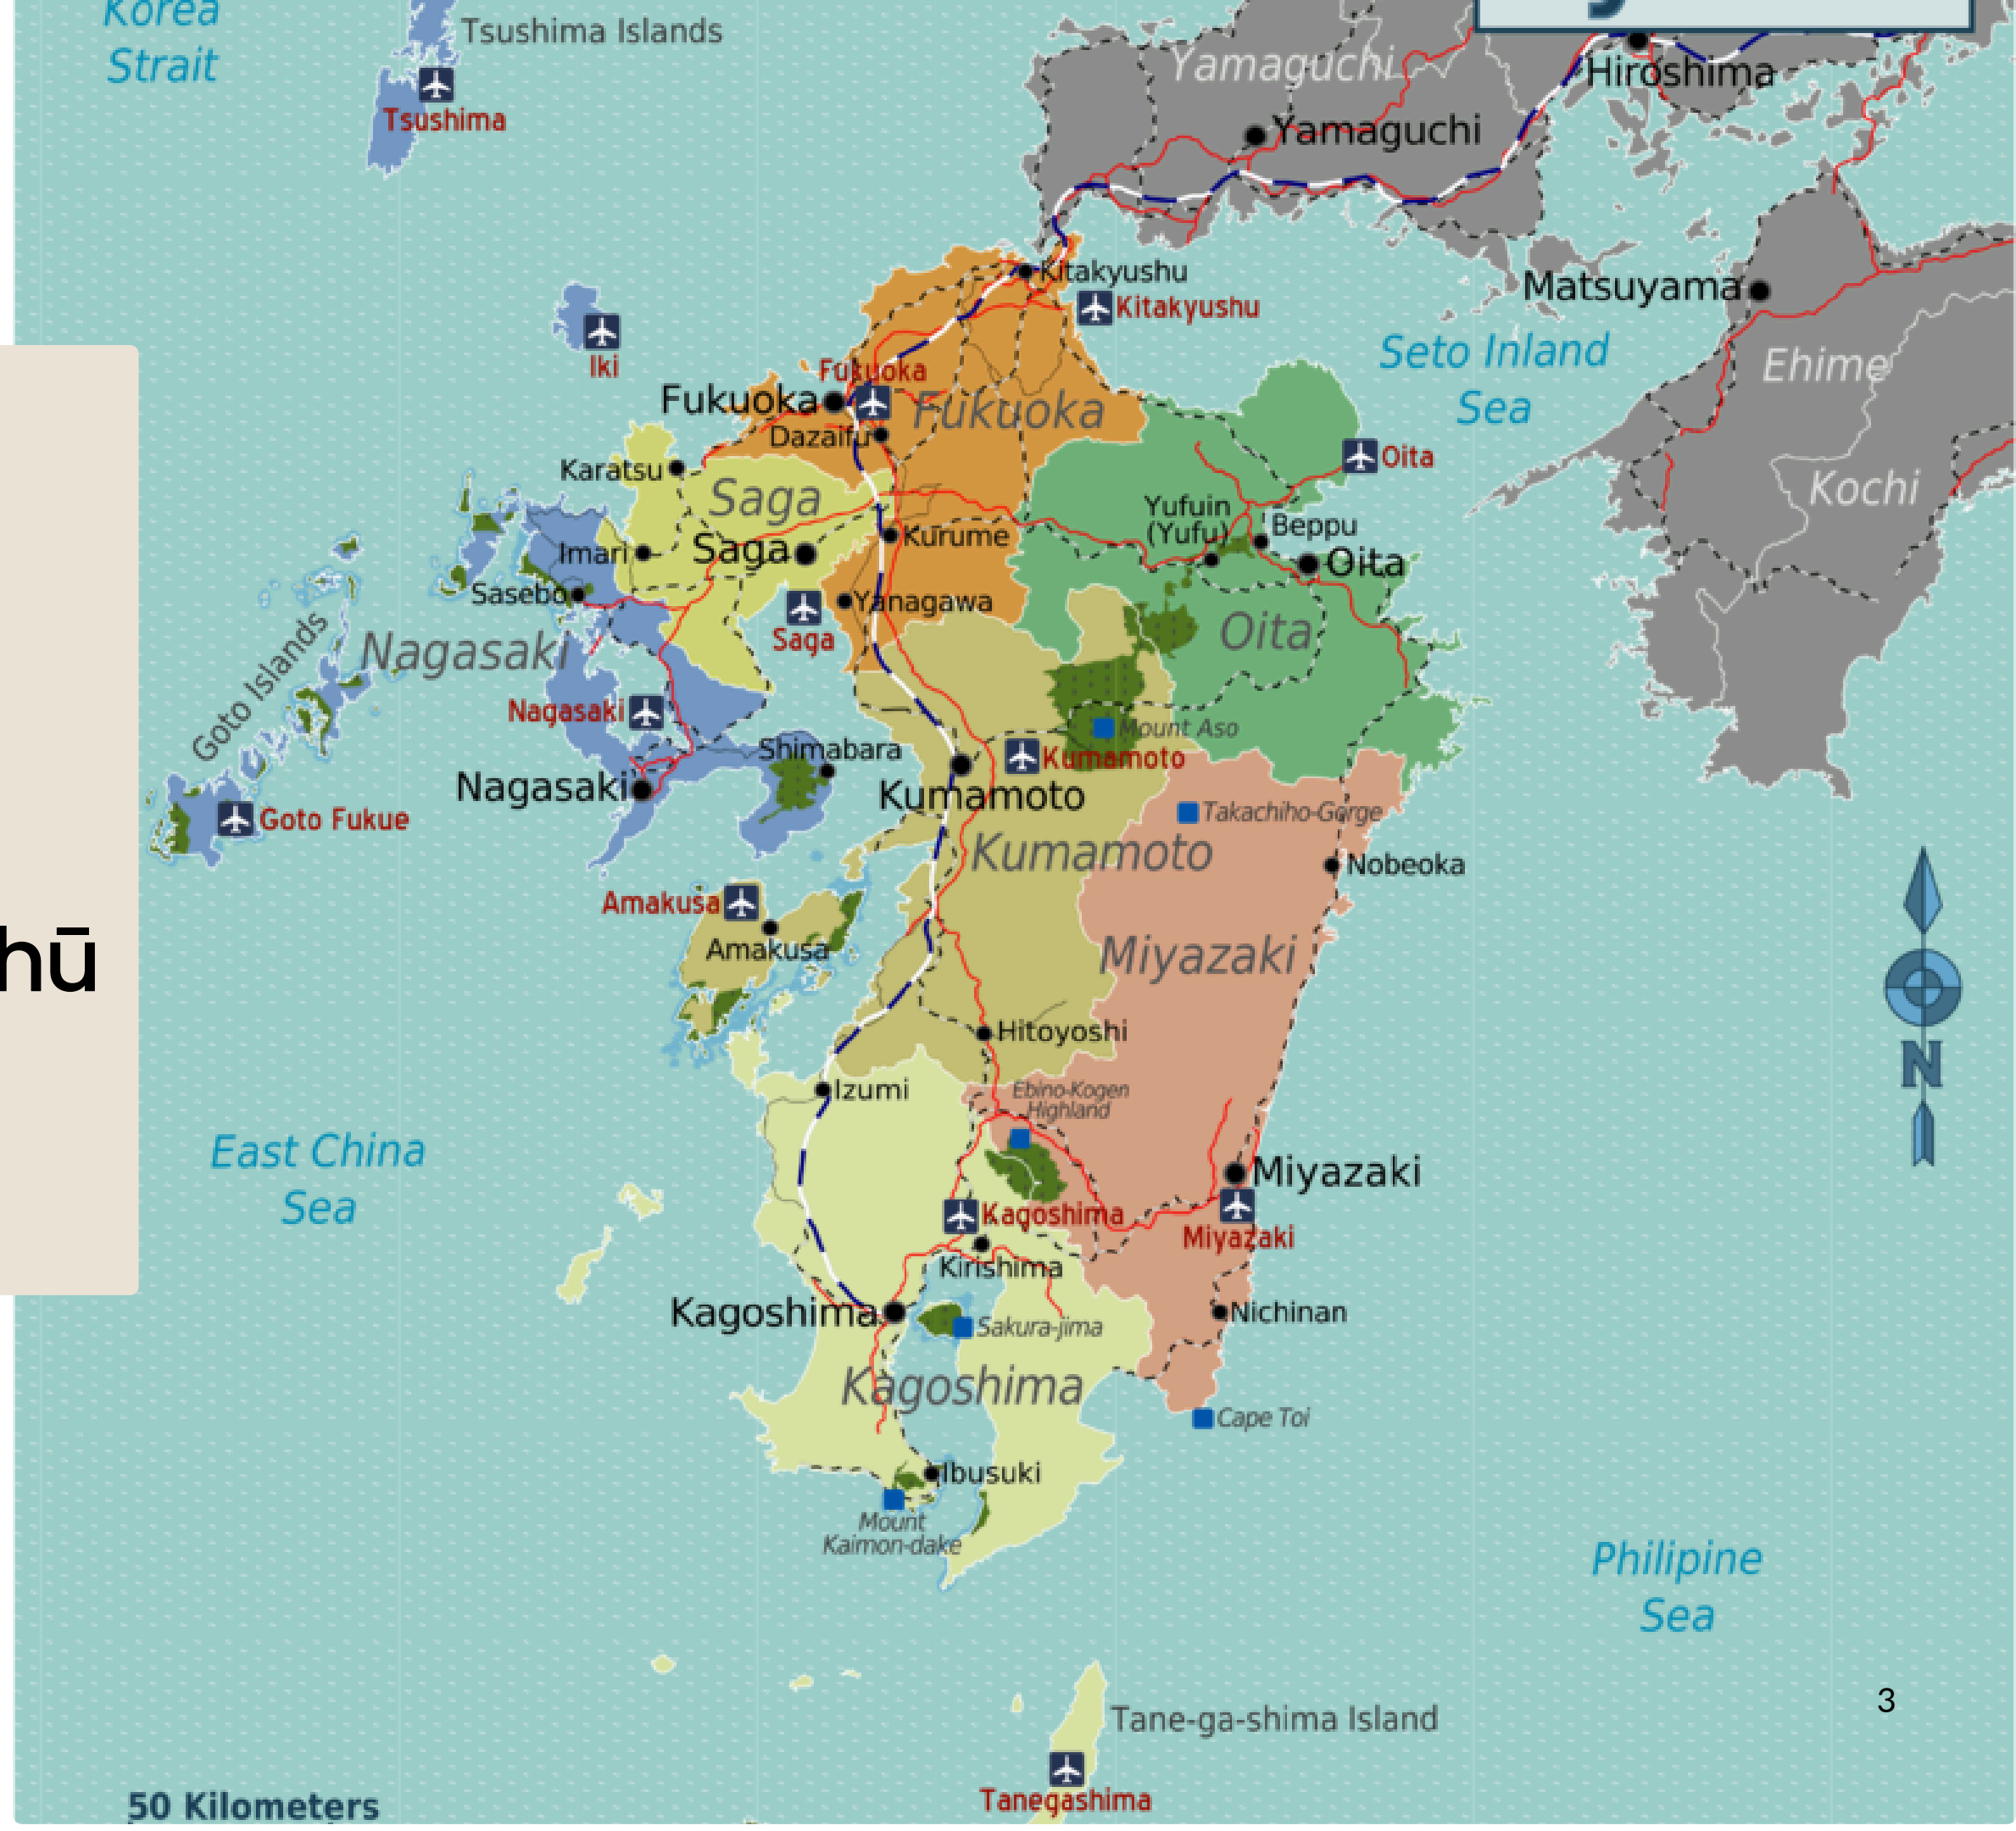 Korea
Strait
Tsushima Islands
Tsushima
Yamaguchi
Hiroshima
Yamaguchi
Kitakyushu
Kitakyushu
Matsuyama
Seto Inland
Sea
Ehime
Iki
Fukuoka
Fukuoka
Fukuoka
Dazaifu
Karatsu
Saga
Oita
Kochi
Yufuin
(Yufu)
Beppu
Imari
Saga
Kurume
Oita
Sasebo
Yanagawa
Saga
Oita
Goto Islands
Nagasaki
Nagasaki
Mount Aso
Shimabara
Kumamoto
Nagasaki
Kumamoto
Goto Fukue
Takachiho-Gorge
Kumamoto
Nobeoka
Amakusa
Amakusa
hū
Miyazaki
Hitoyoshi
N
Izumi
Ebino-Kogen
Highland
East China
Sea
Miyazaki
Kagoshima
Miyazaki
Kirishima
Kagoshima
Sakura-jima
Nichinan
Kagoshima
Cape Toi
Ibusuki
Mount
Kaimon-dake
Philipine
Sea
3
Tane-ga-shima Island
Tanegashima
50 Kilometers